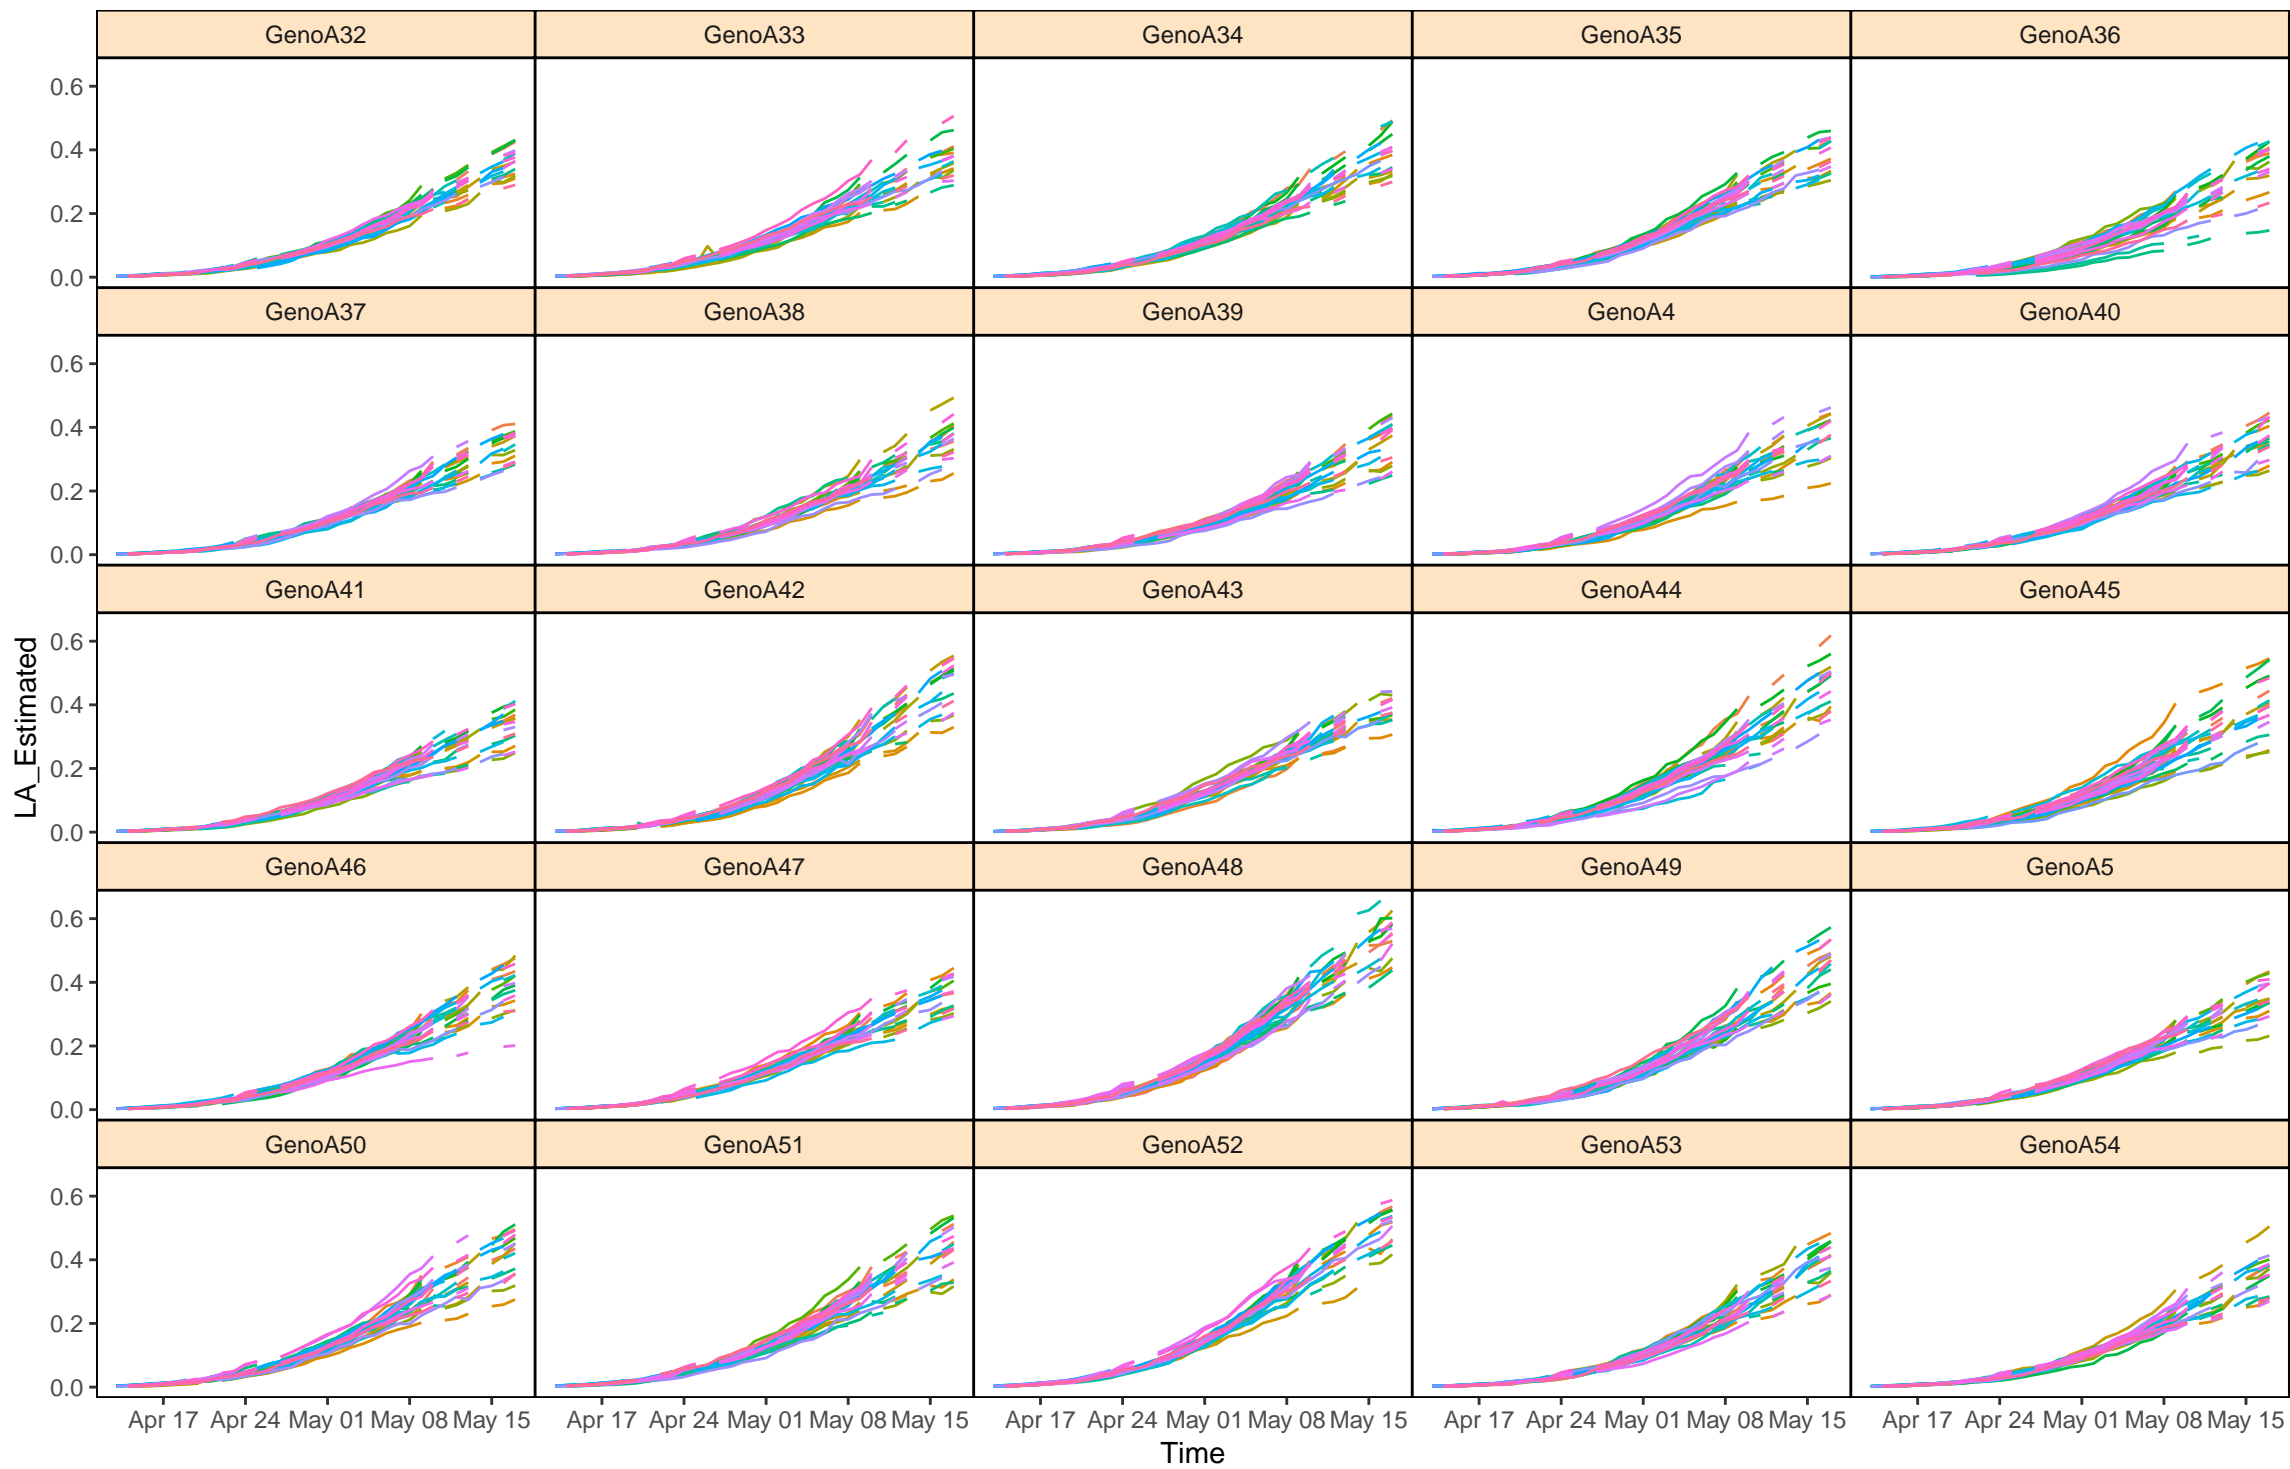 GenoA32 GenoA33 GenoA34 GenoA35 GenoA36
0.6
0.4
0.2
0.0
GenoA37 GenoA38 GenoA39 GenoA4 GenoA40
0.6
0.4
0.2
0.0
GenoA41 GenoA42 GenoA43 GenoA44 GenoA45
0.6
0.4
0.2
0.0
LA_Estimated
GenoA46 GenoA47 GenoA48 GenoA49 GenoA5
0.6
0.4
0.2
0.0
GenoA50 GenoA51 GenoA52 GenoA53 GenoA54
0.6
0.4
0.2
0.0
Apr 17 Apr 24 May 01 May 08 May 15 Apr 17 Apr 24 May 01 May 08 May 15 Apr 17 Apr 24 May 01 May 08 May 15 Apr 17 Apr 24 May 01 May 08 May 15 Apr 17 Apr 24 May 01 May 08 May 15
Time